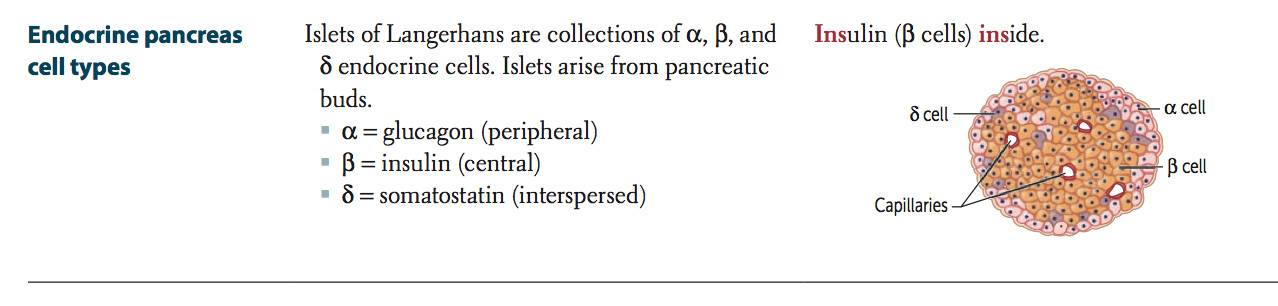 Endocrine pancreas
cell types
Islets of Langerhans are collections of α, β, and
δ endocrine cells. Islets arise from pancreatic
buds.
▪ α = glucagon (peripheral)
▪ β = insulin (central)
▪ δ = somatostatin (interspersed)
Insulin (β cells) inside.
δ cell
α cell
β cell
Capillaries